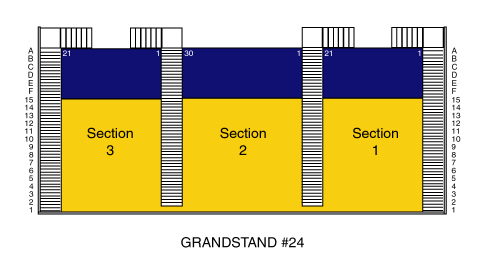 21 1 30 1 21 1
A A
B B
C C
D D
E E
F F
15 15
14 14
13 13
12 12
11 11
10 10
9 9
8 8
7 7
6 6
5 5
4 4
3 3
2 2
1 1
Section Section Section
3 2 1
GRANDSTAND #24